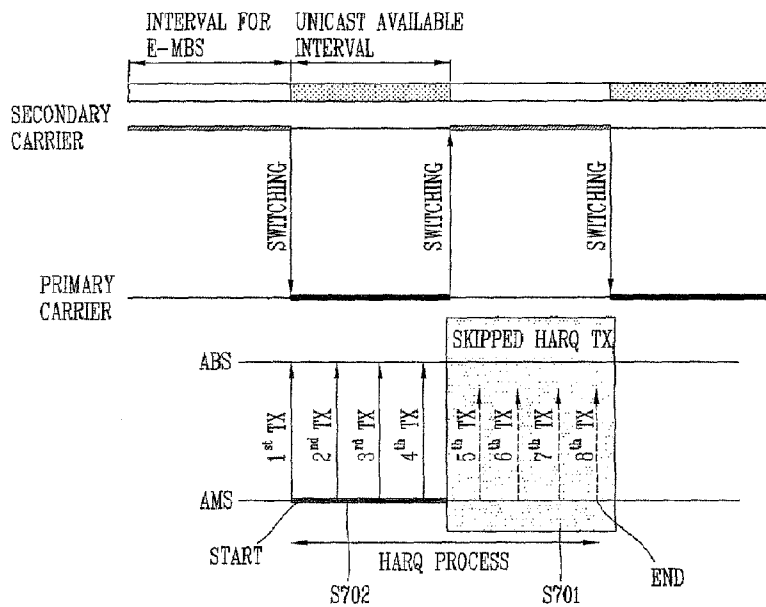 INTERVAL FOR
E-MBS
UNICAST AVAILABLE
INTERVAL
SECONDARY
CARRIER
SWITCHING
SWITCHING
SWITCHING
PRIMARY
CARRIER
SKIPPED HARQ TX
ABS
1st TX
2nd TX
3rd TX
4th TX
5th TX
6th TX
7th TX
8th TX
AMS
START
HARQ PROCESS
END
S702
S701